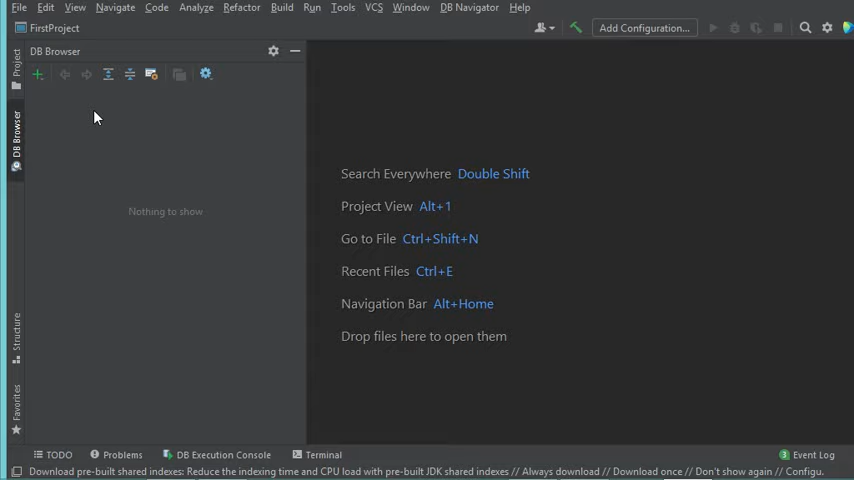 File Edit View Navigate Code Analyze Refactor Build Run Tools VCS Window DB Navigator Help
FirstProject
Add Configuration...
DB Browser
Project
DB Browser
Structure
Favorites
Nothing to show
Search Everywhere Double Shift
Project View Alt+1
Go to File Ctrl+Shift+N
Recent Files Ctrl+E
Navigation Bar Alt+Home
Drop files here to open them
TODO Problems DB Execution Console Terminal 3 Event Log
Download pre-built shared indexes: Reduce the indexing time and CPU load with pre-built JDK shared indexes // Always download // Download once // Don't show again // Configu.